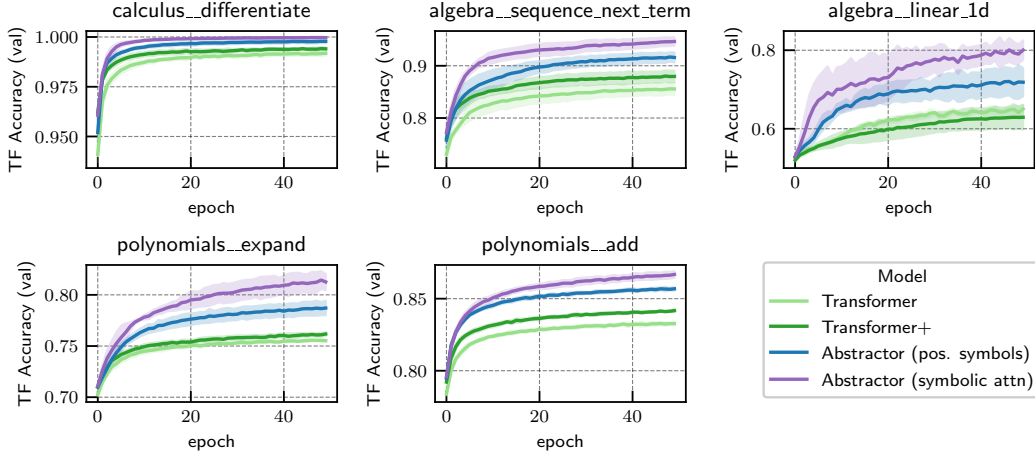 calculus__differentiate
TF Accuracy (val)
1.000
0.975
0.950
0
20
40
epoch
algebra__sequence_next_term
0.9
0.8
0
20
40
epoch
algebra__linear_1d
TF Accuracy (val)
0.8
0.6
0
20
40
epoch
polynomials__expand
TF Accuracy (val)
0.80
0.75
0.70
0
20
40
epoch
polynomials__add
TF Accuracy (val)
0.85
0.80
0
20
40
epoch
Model
Transformer
Transformer+
Abstractor (pos. symbols)
Abstractor (symbolic attn)
TF Accuracy (val)